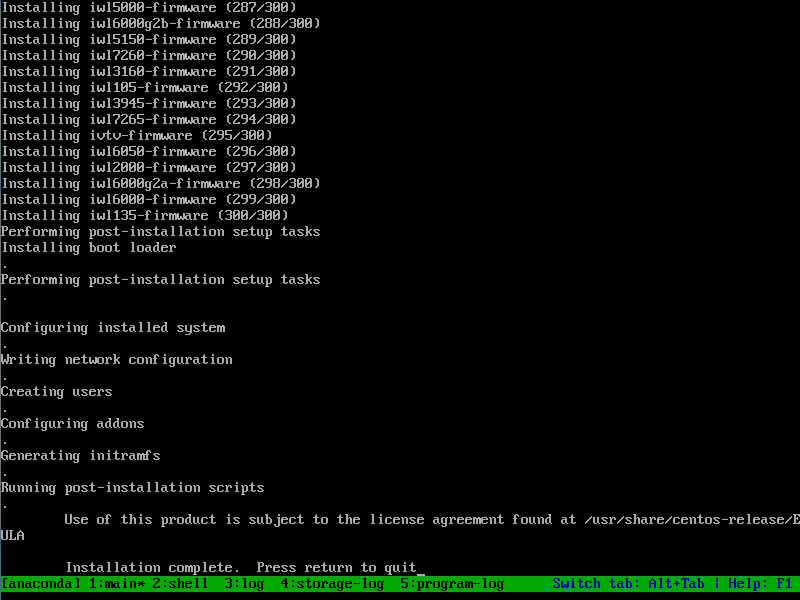 Installing iwl5000-firmware (287/300)
Installing iwl6000g2b-firmware (288/300)
Installing iwl5150-firmware (289/300)
Installing iwl7260-firmware (290/300)
Installing iwl3160-firmware (291/300)
Installing iwl105-firmware (292/300)
Installing iwl3945-firmware (293/300)
Installing iwl7265-firmware (294/300)
Installing ivtv-firmware (295/300)
Installing iwl6050-firmware (296/300)
Installing iwl2000-firmware (297/300)
Installing iwl6000g2a-firmware (298/300)
Installing iwl6000-firmware (299/300)
Installing iwl135-firmware (300/300)
Performing post-installation setup tasks
Installing boot loader
.
Performing post-installation setup tasks
.
Configuring installed system
.
Writing network configuration
.
Creating users
.
Configuring addons
.
Generating initramfs
.
Running post-installation scripts
.
Use of this product is subject to the license agreement found at /usr/share/centos-release/E
ULA
Installation complete.  Press return to quit_
[anaconda] 1:main* 2:shell  3:log  4:storage-log  5:program-log      Switch tab: Alt+Tab | Help: F1